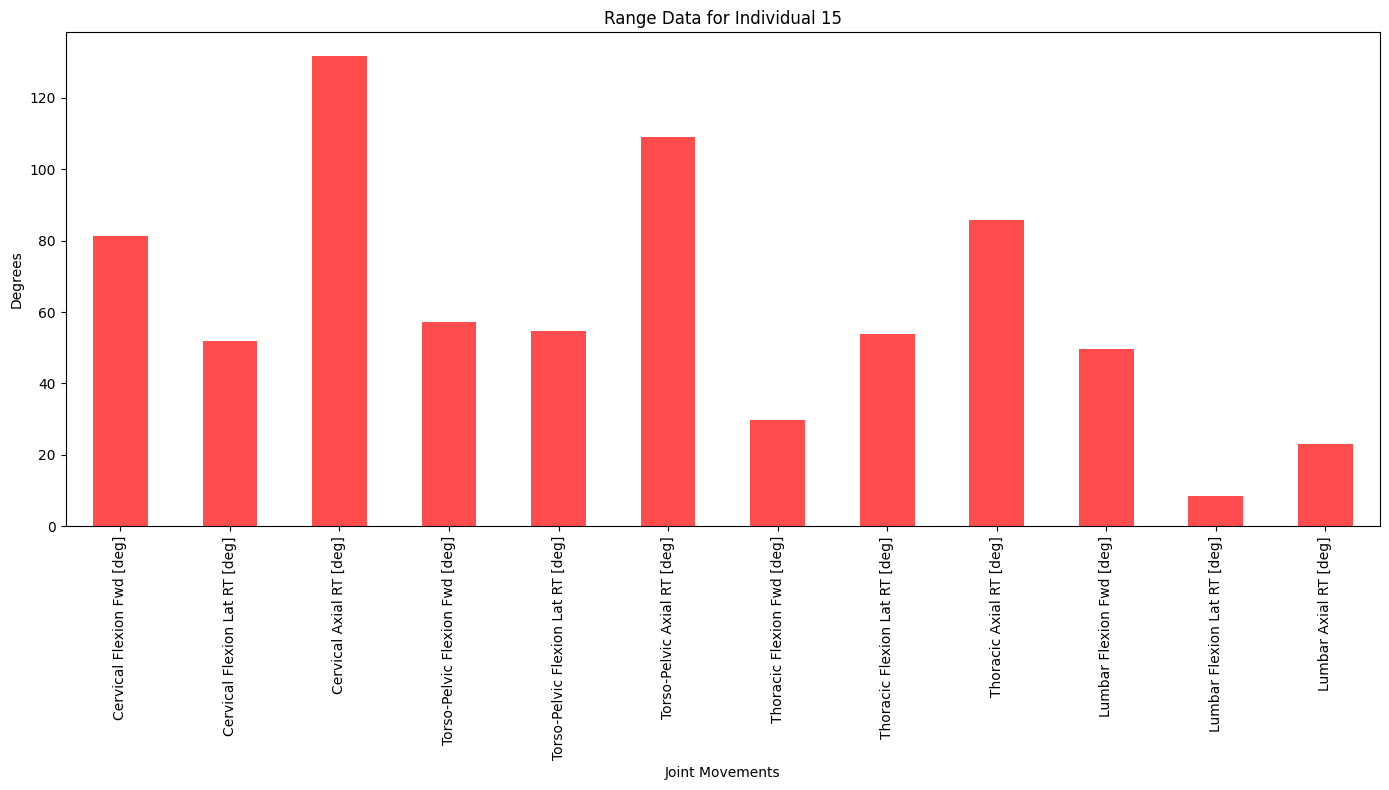 Range Data for Individual 15
Degrees
120
100
80
60
40
20
0
Cervical Flexion Fwd [deg]
Cervical Flexion Lat RT [deg]
Cervical Axial RT [deg]
Torso-Pelvic Flexion Fwd [deg]
Torso-Pelvic Flexion Lat RT [deg]
Torso-Pelvic Axial RT [deg]
Thoracic Flexion Fwd [deg]
Thoracic Flexion Lat RT [deg]
Thoracic Axial RT [deg]
Lumbar Flexion Fwd [deg]
Lumbar Flexion Lat RT [deg]
Lumbar Axial RT [deg]
Joint Movements